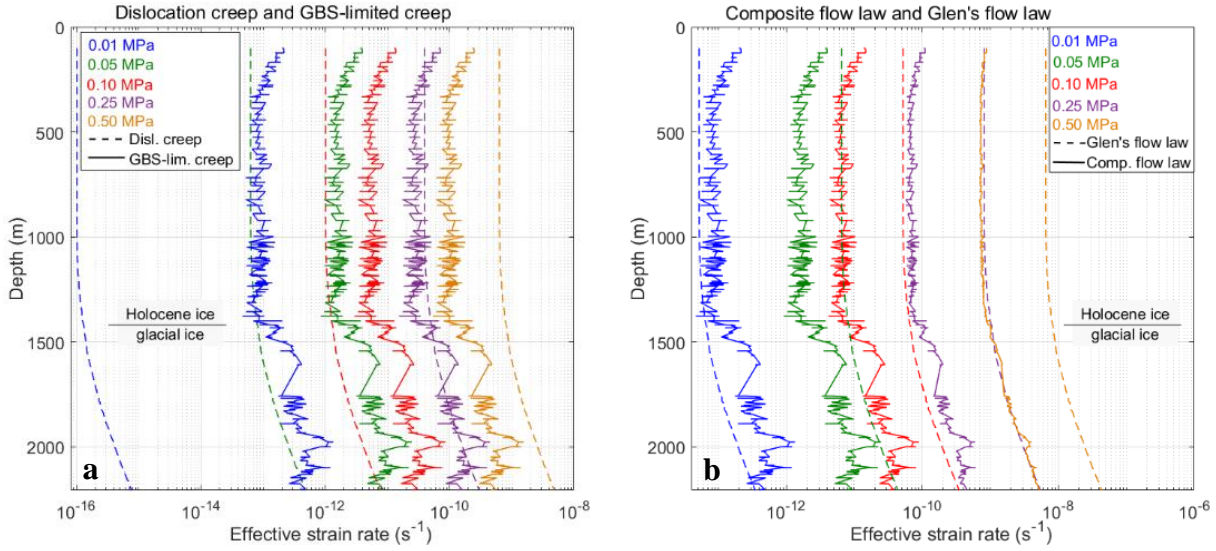 Dislocation creep and GBS-limited creep
0
500
1000
1500
2000
Depth (m)
0.01 MPa
0.05 MPa
0.10 MPa
0.25 MPa
0.50 MPa
Disl. creep
GBS-lim. creep
Holocene ice
glacial ice
a
10⁻¹⁶
10⁻¹⁴
10⁻¹³
10⁻¹²
10⁻¹⁰
10⁻⁸
Effective strain rate (s⁻¹)
Composite flow law and Glen's flow law
0
500
1000
1500
2000
Depth (m)
0.01 MPa
0.05 MPa
0.10 MPa
0.25 MPa
0.50 MPa
Glen's flow law
Comp. flow law
Holocene ice
glacial ice
b
10⁻¹²
10⁻¹⁰
10⁻⁸
10⁻⁶
Effective strain rate (s⁻¹)